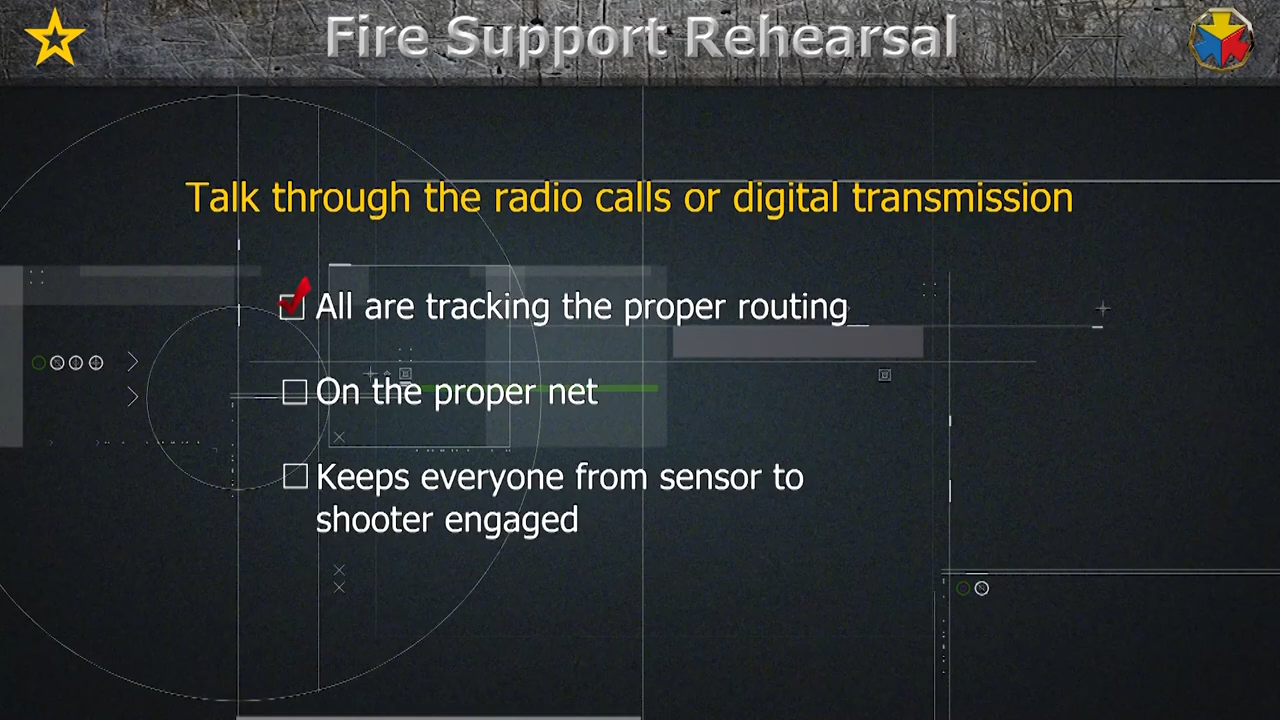 Fire Support Rehearsal
Talk through the radio calls or digital transmission
All are tracking the proper routing_
On the proper net
Keeps everyone from sensor to
shooter engaged